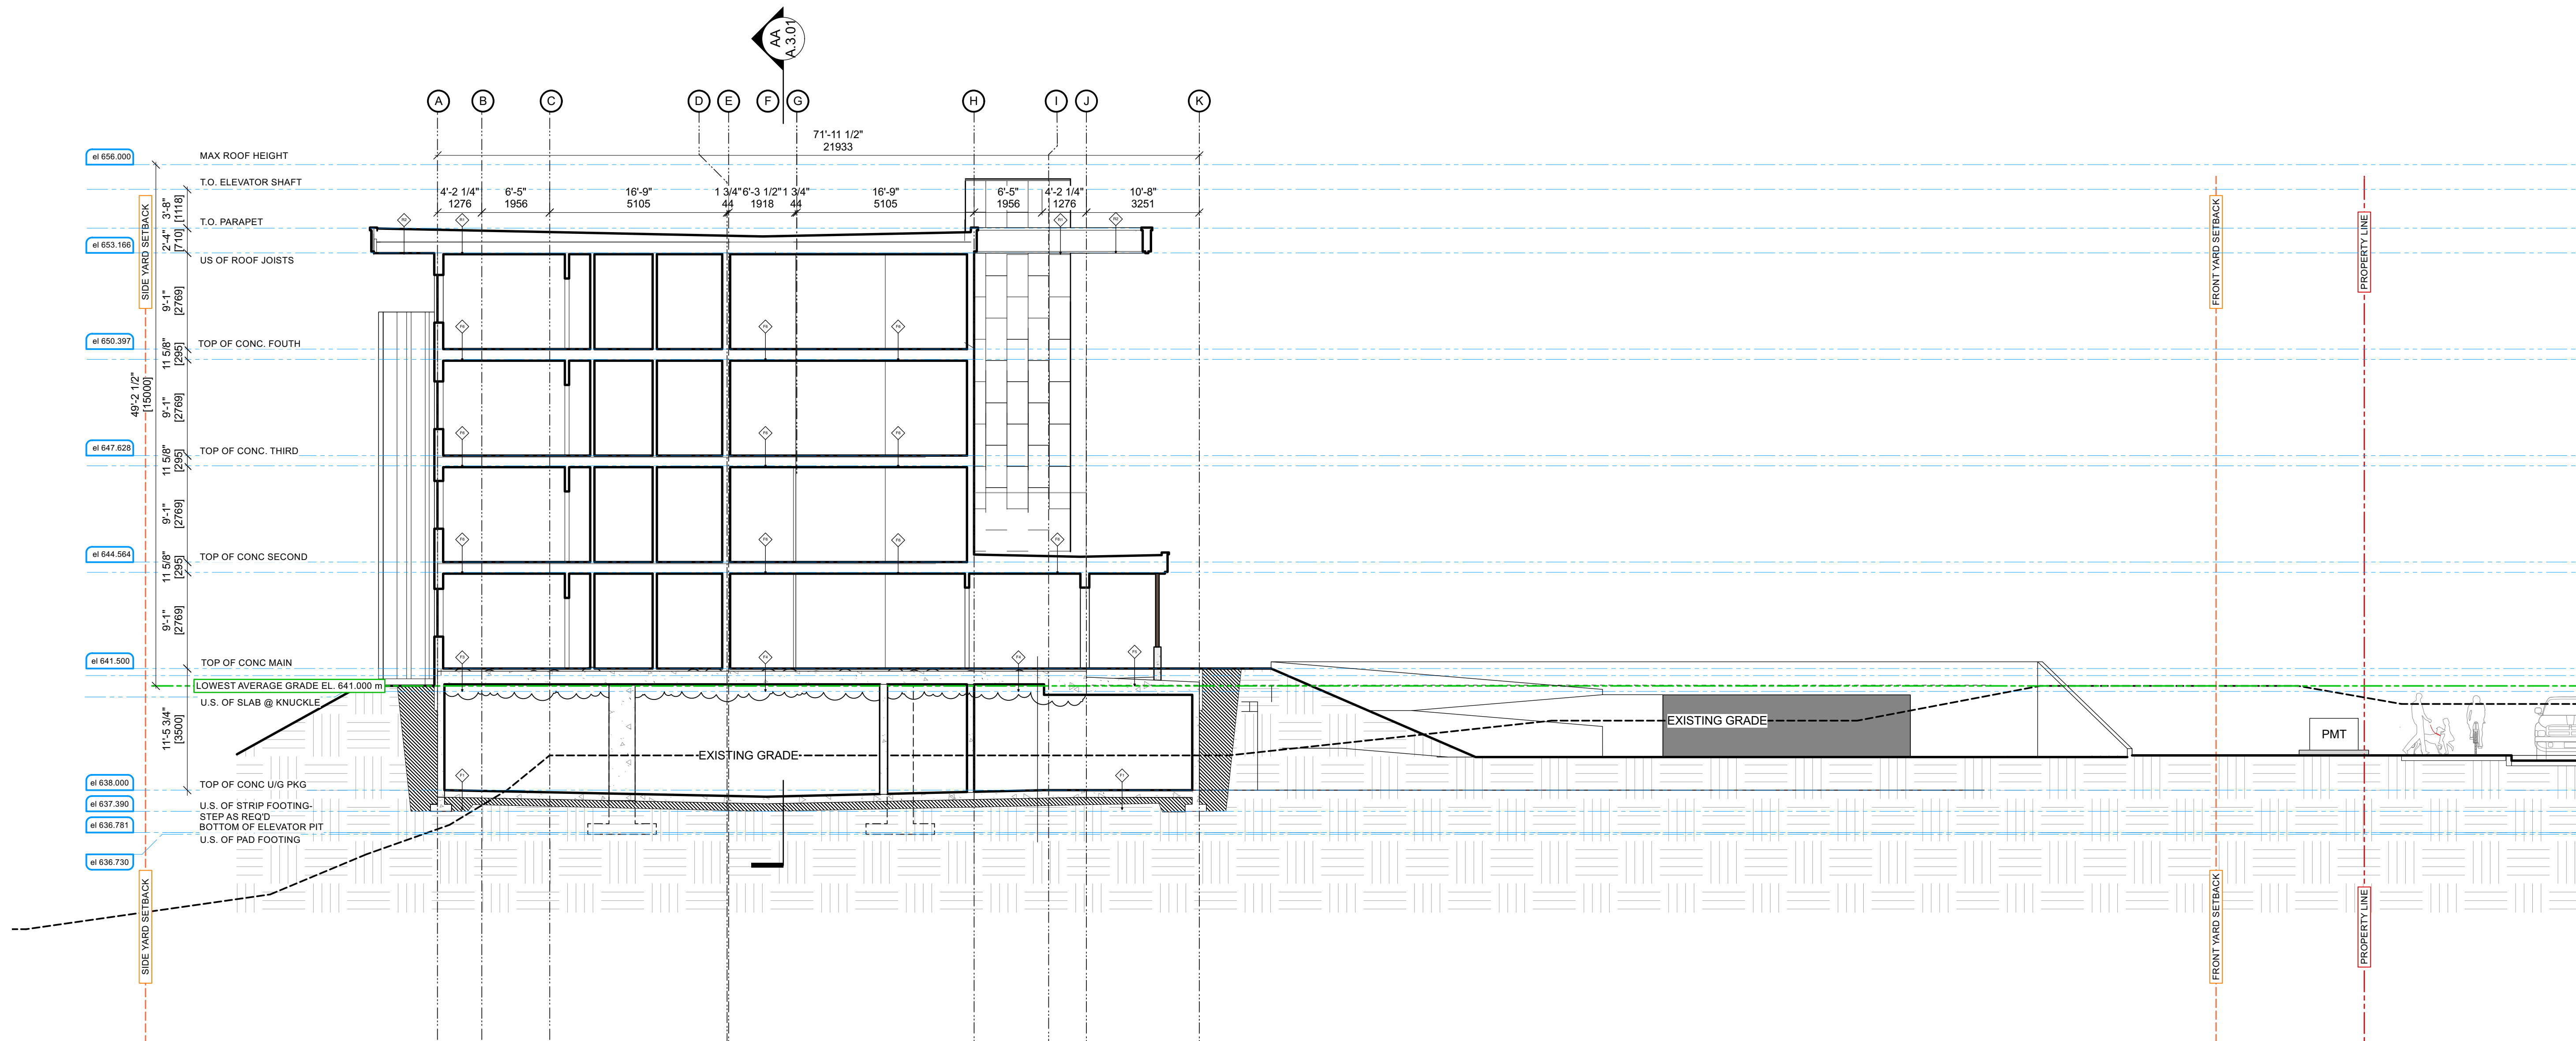 AA
A.3.01
A
B
C
D
E
F
G
H
I
J
K
71'-11 1/2"
21933
4'-2 1/4"
1276
6'-5"
1956
16'-9"
5105
1 3/4"
44
6'-3 1/2"
1918
1 3/4"
44
16'-9"
5105
6'-5"
1956
4'-2 1/4"
1276
10'-8"
3251
el 656.000
MAX ROOF HEIGHT
T.O. ELEVATOR SHAFT
3'-8"
[1118]
T.O. PARAPET
2'-4"
[710]
el 653.166
US OF ROOF JOISTS
9'-1"
[2769]
el 650.397
TOP OF CONC. FOUTH
11 5/8"
[295]
49'-2 1/2"
[15000]
9'-1"
[2769]
el 647.628
TOP OF CONC. THIRD
11 5/8"
[295]
9'-1"
[2769]
el 644.564
TOP OF CONC SECOND
11 5/8"
[295]
9'-1"
[2769]
el 641.500
TOP OF CONC MAIN
LOWEST AVERAGE GRADE EL. 641.000 m
U.S. OF SLAB @ KNUCKLE
11'-5 3/4"
[3500]
el 638.000
TOP OF CONC U/G PKG
el 637.390
U.S. OF STRIP FOOTING-
STEP AS REQ'D
el 636.781
BOTTOM OF ELEVATOR PIT
U.S. OF PAD FOOTING
el 636.730
SIDE YARD SETBACK
SIDE YARD SETBACK
EXISTING GRADE
EXISTING GRADE
FRONT YARD SETBACK
FRONT YARD SETBACK
PROPERTY LINE
PROPERTY LINE
PMT